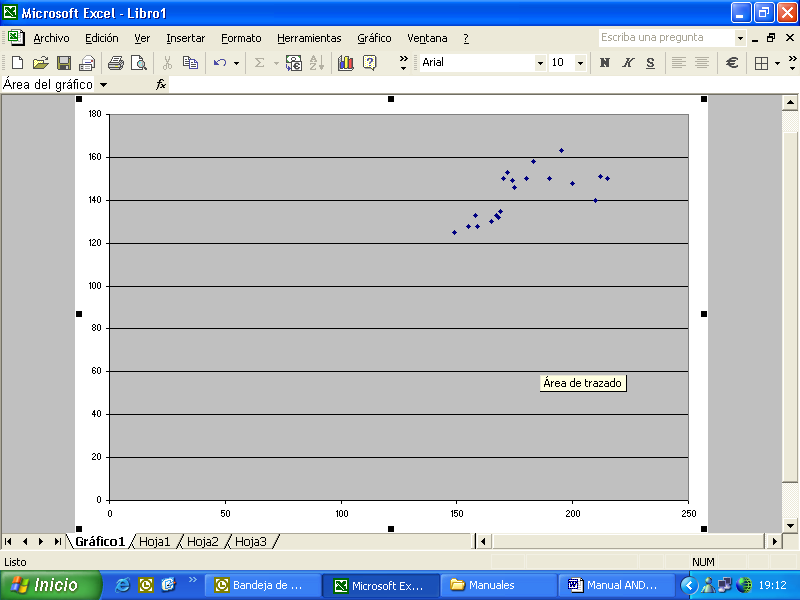 Microsoft Excel - Libro1
Archivo Edición Ver Insertar Formato Herramientas Gráfico Ventana ? Escriba una pregunta
Arial 10 N K S €
Área del gráfico fx
180
160
140
120
100
80
60
40
20
0
0 50 100 150 200 250
Área de trazado
Gráfico1 Hoja1 Hoja2 Hoja3
Listo NUM
Inicio Bandeja de ... Microsoft Ex... Manuales Manual AND... 19:12